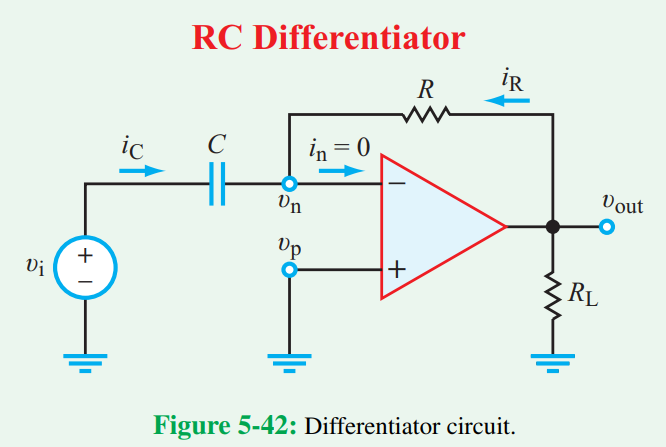 RC Differentiator
R
iR
iC
C
in = 0
−
vn
vout
vp
vi
+
−
+
RL
Figure 5-42: Differentiator circuit.